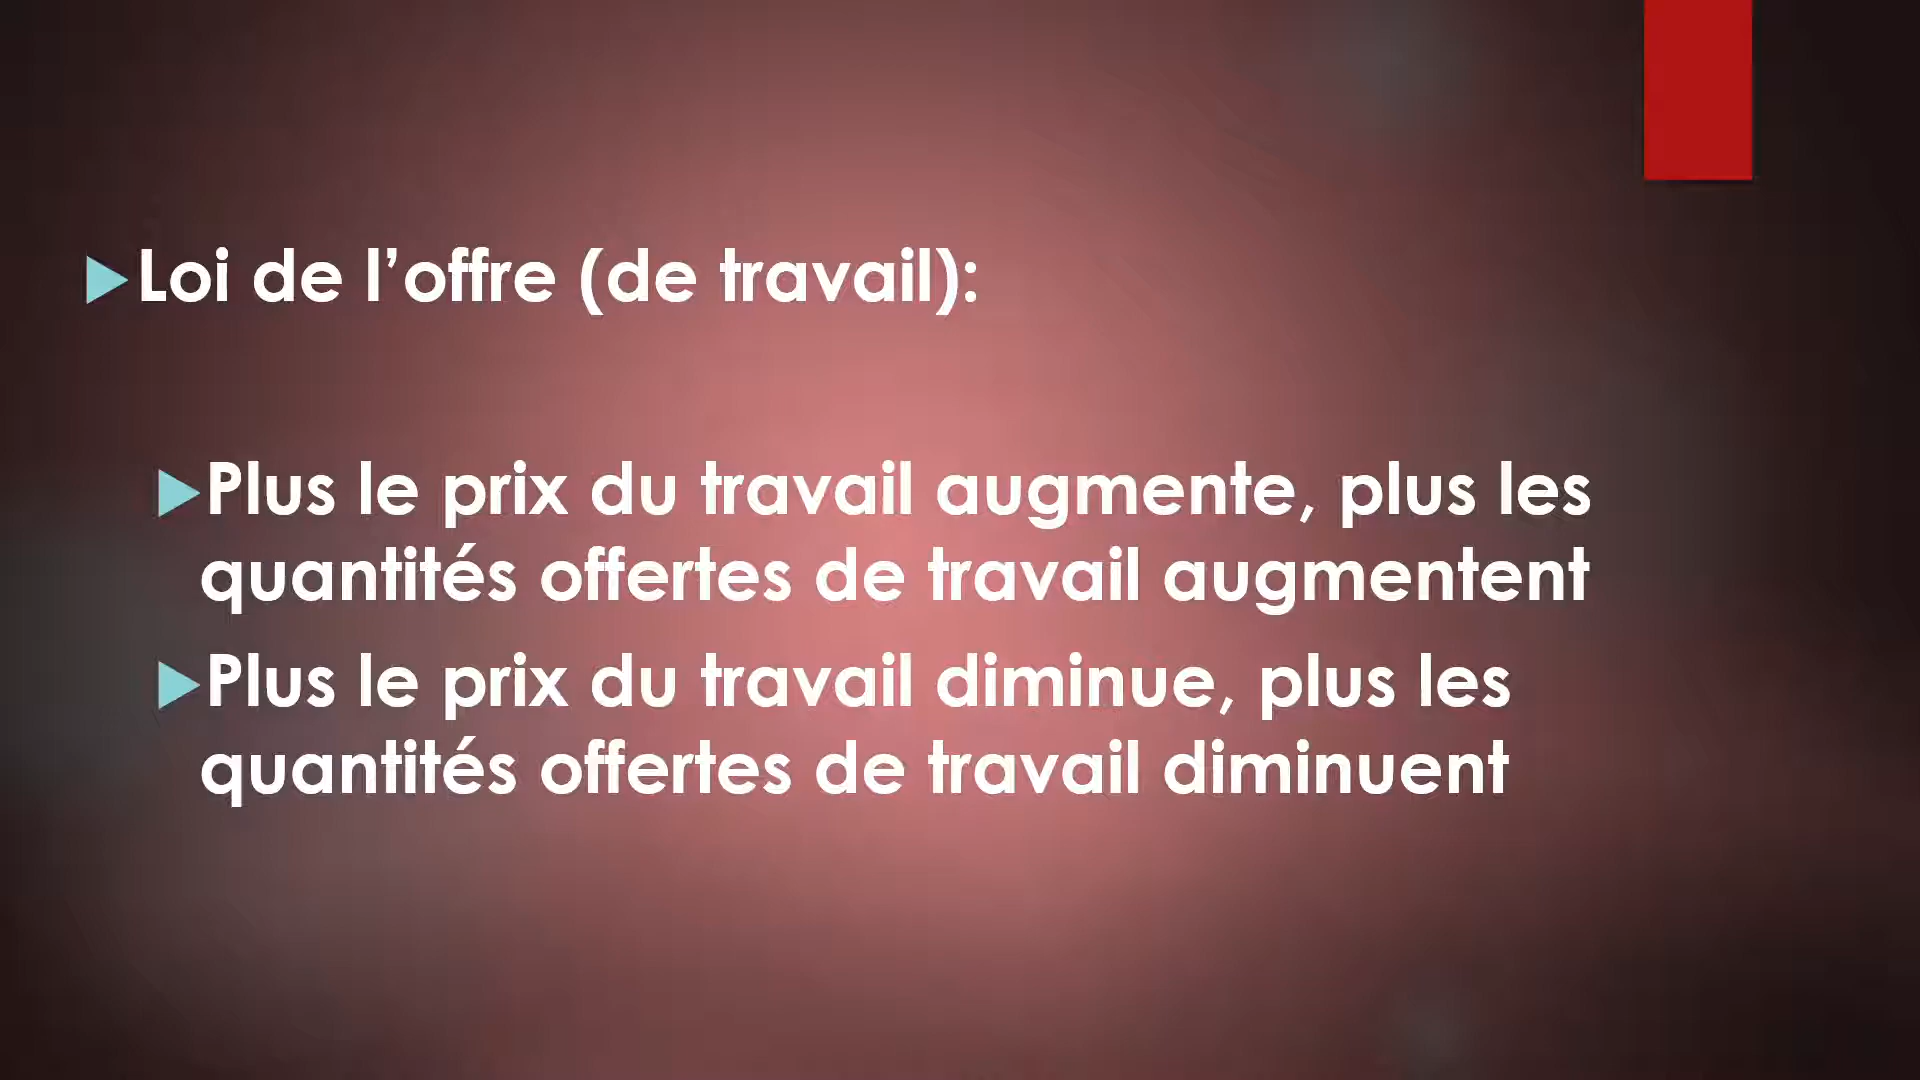 Loi de l’offre (de travail):
Plus le prix du travail augmente, plus les
quantités offertes de travail augmentent
Plus le prix du travail diminue, plus les
quantités offertes de travail diminuent